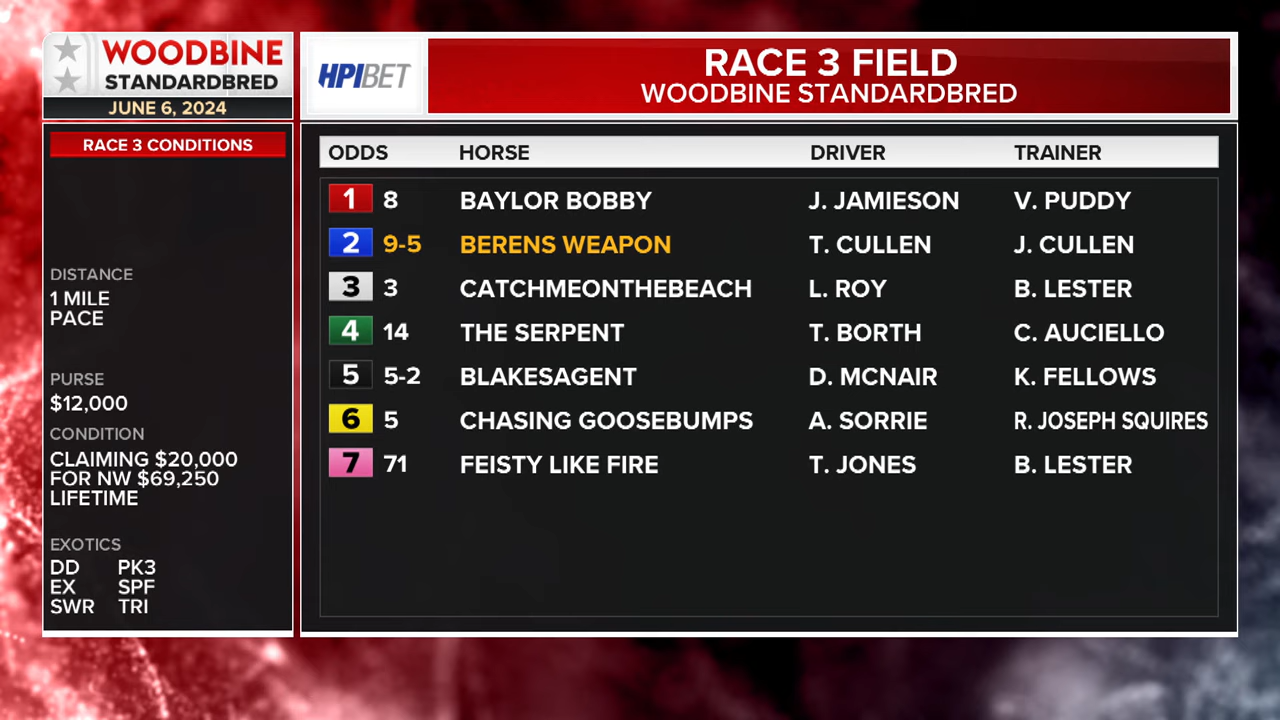 WOODBINE
STANDARDBRED
JUNE 6, 2024
HPIBET
RACE 3 FIELD
WOODBINE STANDARDBRED
RACE 3 CONDITIONS
DISTANCE
1 MILE
PACE
PURSE
$12,000
CONDITION
CLAIMING $20,000
FOR NW $69,250
LIFETIME
EXOTICS
DD PK3
EX SPF
SWR TRI
ODDS HORSE DRIVER TRAINER
1 8 BAYLOR BOBBY J. JAMIESON V. PUDDY
2 9-5 BERENS WEAPON T. CULLEN J. CULLEN
3 3 CATCHMEONTHEBEACH L. ROY B. LESTER
4 14 THE SERPENT T. BORTH C. AUCIELLO
5 5-2 BLAKESAGENT D. MCNAIR K. FELLOWS
6 5 CHASING GOOSEBUMPS A. SORRIE R. JOSEPH SQUIRES
7 71 FEISTY LIKE FIRE T. JONES B. LESTER